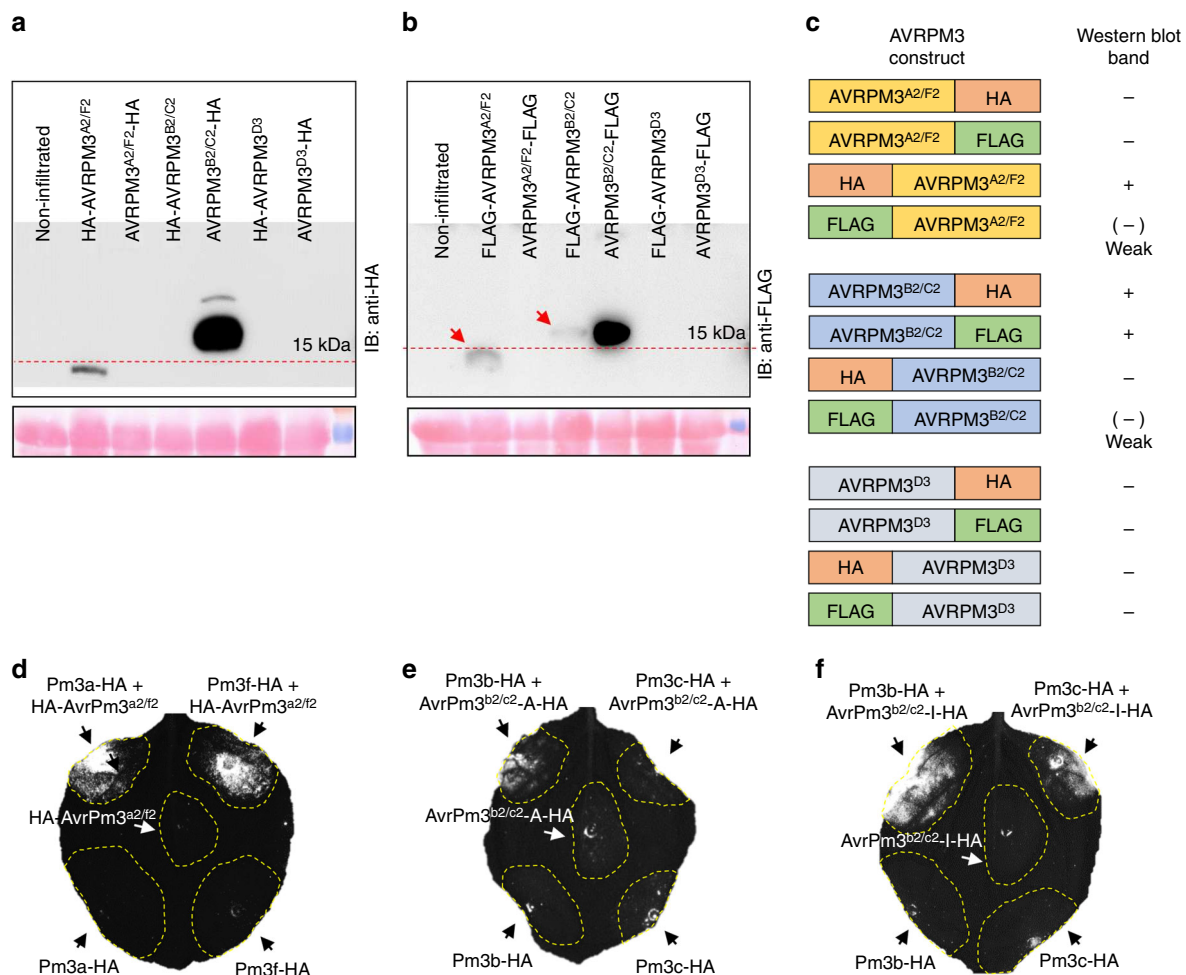 a
Non-infiltrated
HA-AVRPM3A2/F2
AVRPM3A2/F2-HA
HA-AVRPM3B2/C2
AVRPM3B2/C2-HA
HA-AVRPM3D3
AVRPM3D3-HA
15 kDa
IB: anti-HA
b
Non-infiltrated
FLAG-AVRPM3A2/F2
AVRPM3A2/F2-FLAG
FLAG-AVRPM3B2/C2
AVRPM3B2/C2-FLAG
FLAG-AVRPM3D3
AVRPM3D3-FLAG
15 kDa
IB: anti-FLAG
c
AVRPM3
construct
Western blot
band
AVRPM3A2/F2 HA –
AVRPM3A2/F2 FLAG –
HA AVRPM3A2/F2 +
FLAG AVRPM3A2/F2 (–)
Weak
AVRPM3B2/C2 HA +
AVRPM3B2/C2 FLAG +
HA AVRPM3B2/C2 –
FLAG AVRPM3B2/C2 (–)
Weak
AVRPM3D3 HA –
AVRPM3D3 FLAG –
HA AVRPM3D3 –
FLAG AVRPM3D3 –
d
Pm3a-HA +
HA-AvrPm3a2/f2
Pm3f-HA +
HA-AvrPm3a2/f2
HA-AvrPm3a2/f2
Pm3a-HA
Pm3f-HA
e
Pm3b-HA +
AvrPm3b2/c2-A-HA
Pm3c-HA +
AvrPm3b2/c2-A-HA
AvrPm3b2/c2-A-HA
Pm3b-HA
Pm3c-HA
f
Pm3b-HA +
AvrPm3b2/c2-I-HA
Pm3c-HA +
AvrPm3b2/c2-I-HA
AvrPm3b2/c2-I-HA
Pm3b-HA
Pm3c-HA